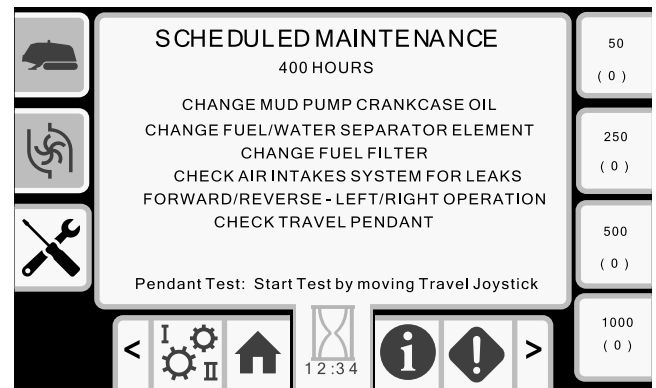 SCHEDULED MAINTENANCE
400 HOURS
CHANGE MUD PUMP CRANKCASE OIL
CHANGE FUEL/WATER SEPARATOR ELEMENT
CHANGE FUEL FILTER
CHECK AIR INTAKES SYSTEM FOR LEAKS
FORWARD/REVERSE - LEFT/RIGHT OPERATION
CHECK TRAVEL PENDANT
Pendant Test: Start Test by moving Travel Joystick
50
(0)
250
(0)
500
(0)
1000
(0)
<
I
II
12:34
i
!
>